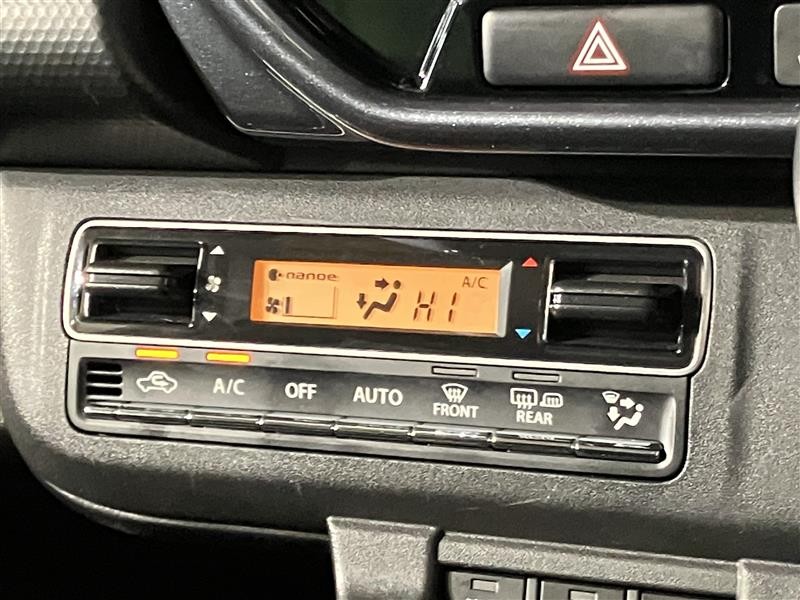 nanoe
A/C
HI
A/C
OFF
AUTO
FRONT
REAR